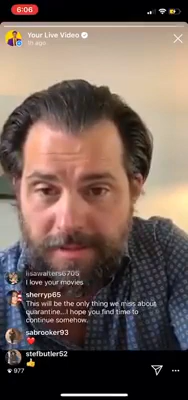 6:06
Your Live Video
1h ago
lisawalters6705
I love your movies
sherryp65
This will be the only thing we miss about
quarantine...I hope you find time to
continue somehow.
sabrooker93
❤️
stefbutler52
👍
977